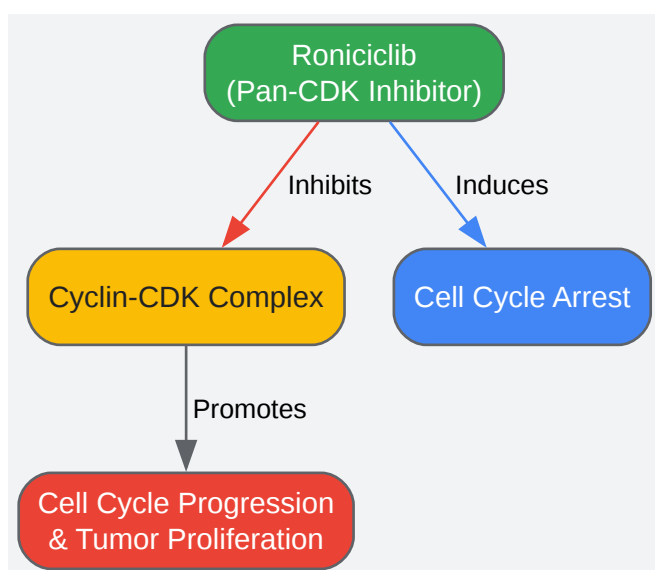 Roniciclib
(Pan-CDK Inhibitor)
Inhibits
Induces
Cyclin-CDK Complex
Cell Cycle Arrest
Promotes
Cell Cycle Progression
& Tumor Proliferation